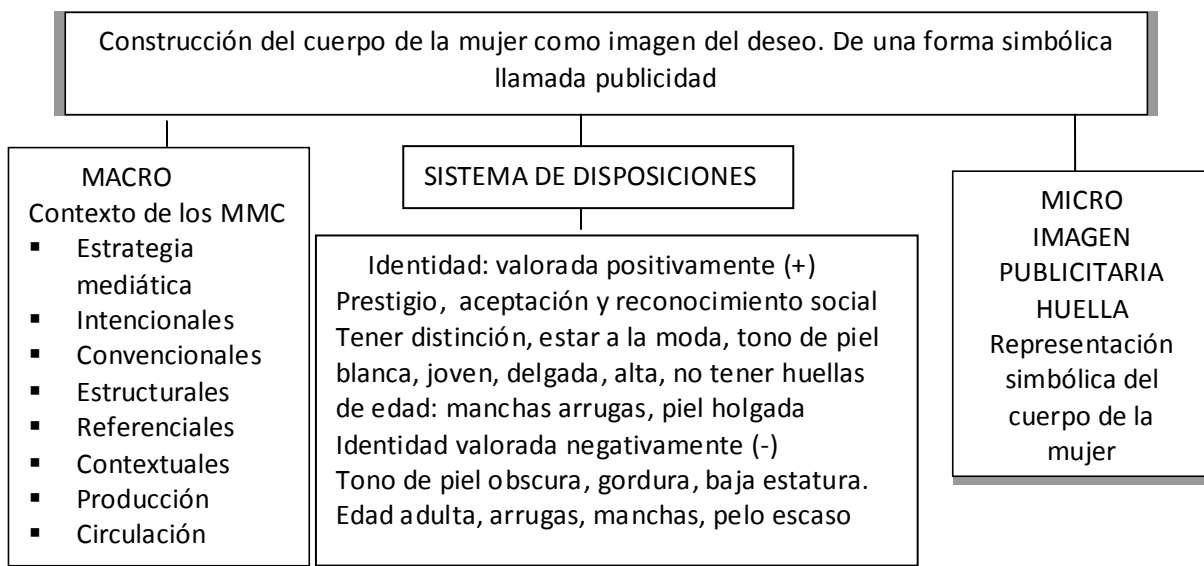 Construcción del cuerpo de la mujer como imagen del deseo. De una forma simbólica
llamada publicidad
MACRO
Contexto de los MMC
▪ Estrategia
mediática
▪ Intencionales
▪ Convencionales
▪ Estructurales
▪ Referenciales
▪ Contextuales
▪ Producción
▪ Circulación
SISTEMA DE DISPOSICIONES
Identidad: valorada positivamente (+)
Prestigio, aceptación y reconocimiento social
Tener distinción, estar a la moda, tono de piel
blanca, joven, delgada, alta, no tener huellas
de edad: manchas arrugas, piel holgada
Identidad valorada negativamente (-)
Tono de piel obscura, gordura, baja estatura.
Edad adulta, arrugas, manchas, pelo escaso
MICRO
IMAGEN
PUBLICITARIA
HUELLA
Representación
simbólica del
cuerpo de la
mujer